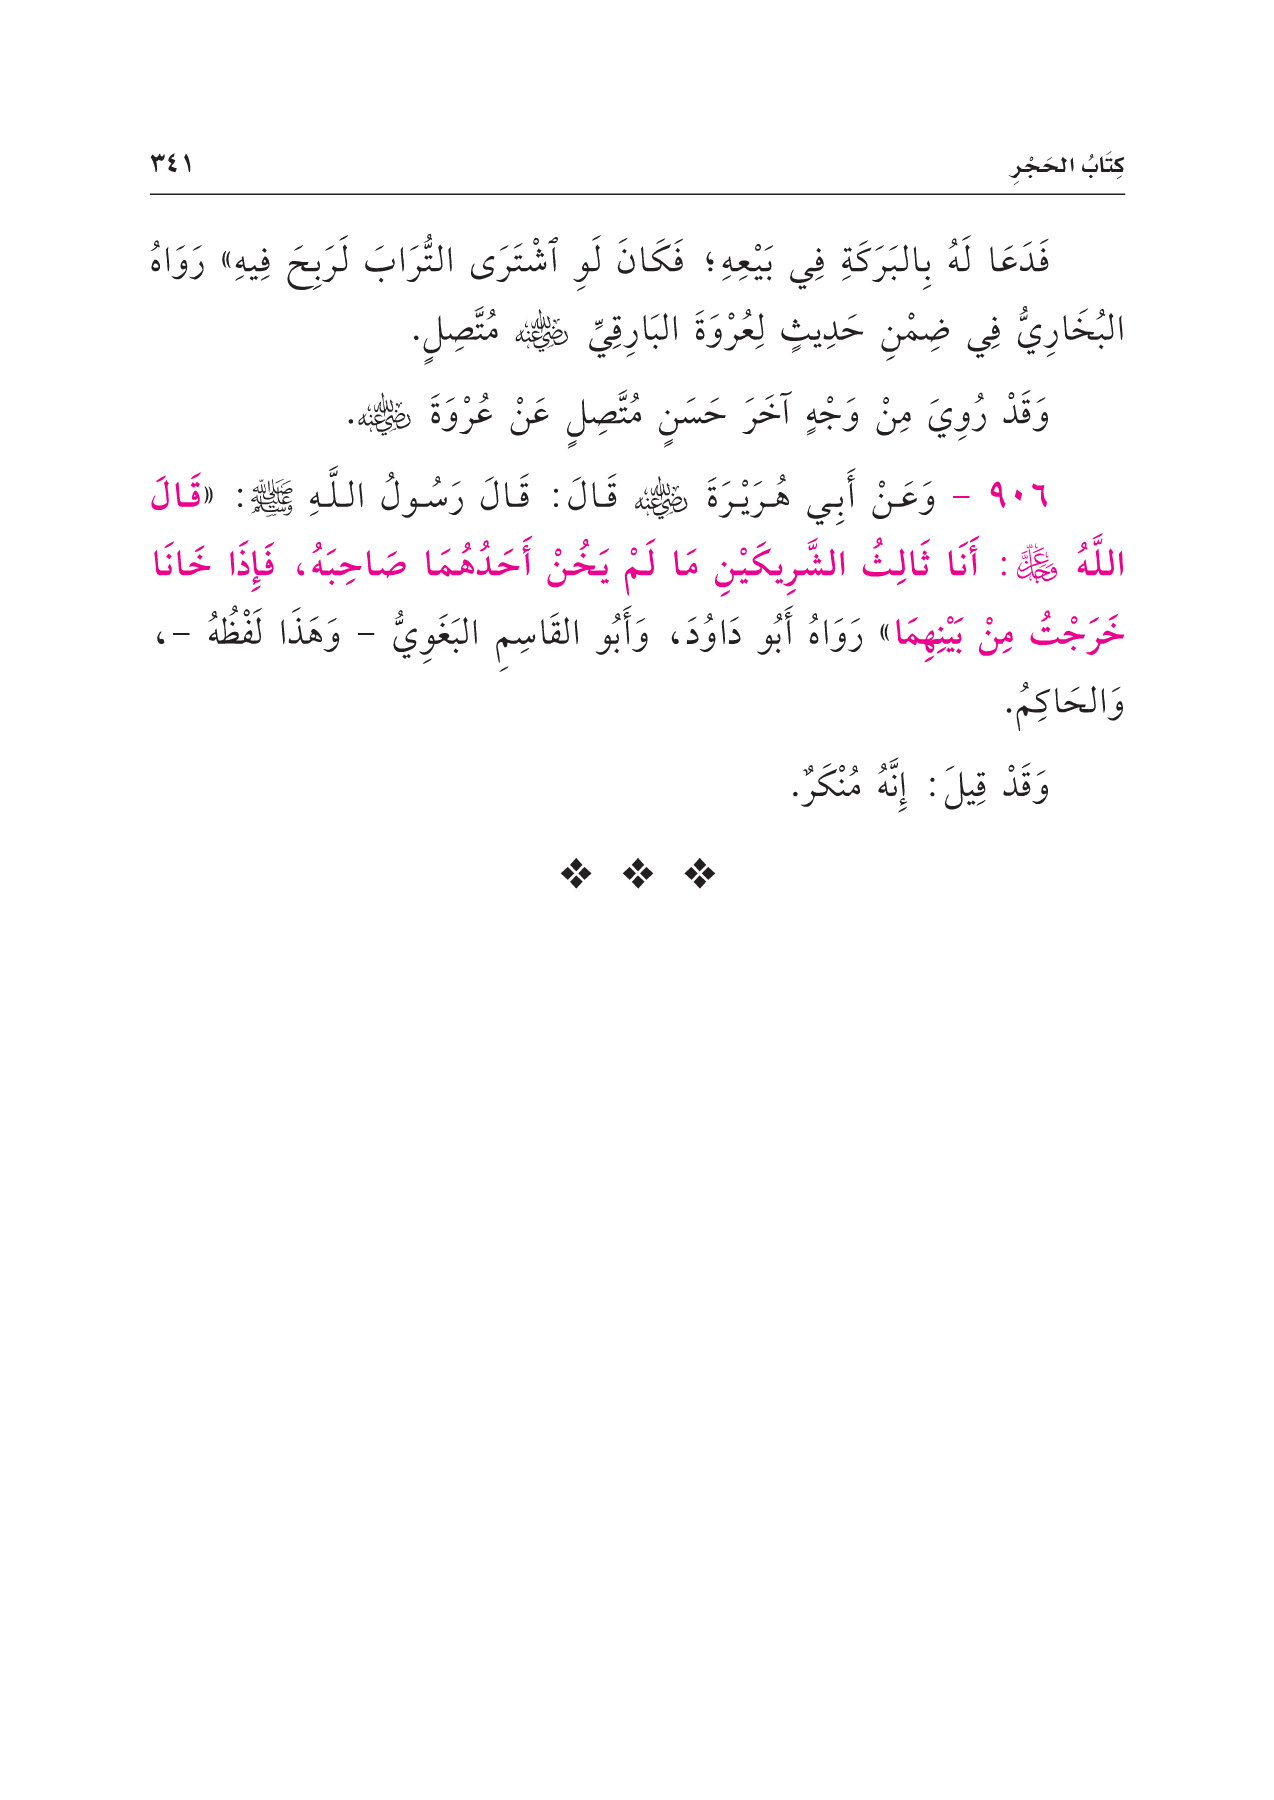 كِتَابُ الحَجْرِ ٣٤١
فَدَعَا لَهُ بِالبَرَكَةِ فِي بَيْعِهِ؛ فَكَانَ لَوِ ٱشْتَرَى التُّرَابَ لَرَبِحَ فِيهِ» رَوَاهُ
البُخَارِيُّ فِي ضِمْنِ حَدِيثٍ لِعُرْوَةَ البَارِقِيِّ رضي الله عنه مُتَّصِلٍ.
وَقَدْ رُوِيَ مِنْ وَجْهٍ آخَرَ حَسَنٍ مُتَّصِلٍ عَنْ عُرْوَةَ رضي الله عنه.
٩٠٦ - وَعَنْ أَبِي هُرَيْرَةَ رضي الله عنه قَالَ: قَالَ رَسُولُ اللَّهِ ﷺ: «قَالَ
اللَّهُ عز وجل: أَنَا ثَالِثُ الشَّرِيكَيْنِ مَا لَمْ يَخُنْ أَحَدُهُمَا صَاحِبَهُ، فَإِذَا خَانَا
خَرَجْتُ مِنْ بَيْنِهِمَا» رَوَاهُ أَبُو دَاوُدَ، وَأَبُو القَاسِمِ البَغَوِيُّ - وَهَذَا لَفْظُهُ -،
وَالحَاكِمُ.
وَقَدْ قِيلَ: إِنَّهُ مُنْكَرٌ.